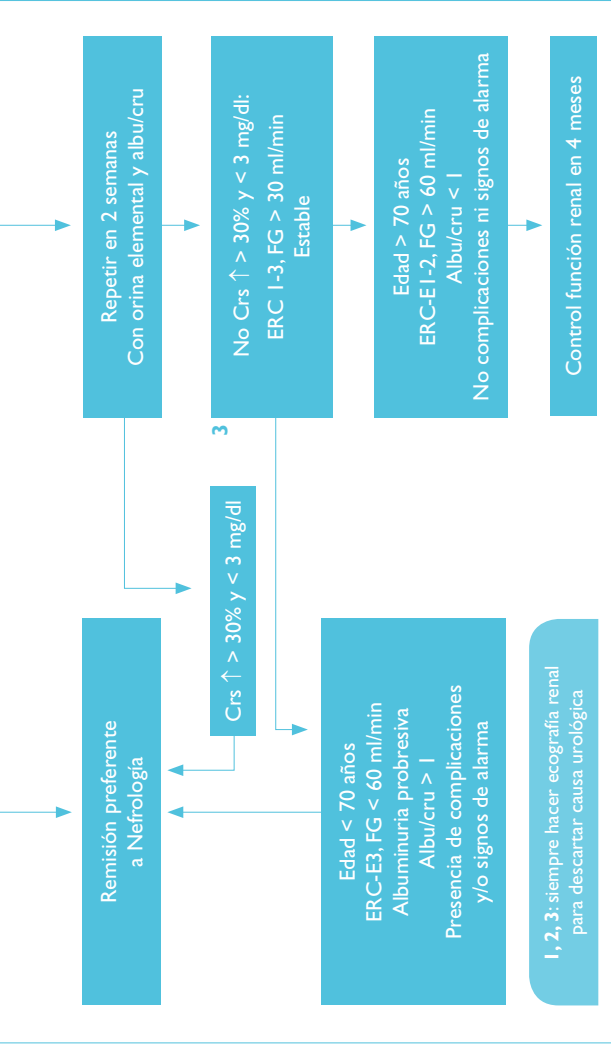 Remisión preferente
a Nefrología
Repetir en 2 semanas
Con orina elemental y albu/cru
Crs ↑ > 30% y < 3 mg/dl
3
No Crs ↑ > 30% y < 3 mg/dl:
ERC 1-3, FG > 30 ml/min
Estable
Edad < 70 años
ERC-E3, FG < 60 ml/min
Albuminuria probresiva
Albu/cru > 1
Presencia de complicaciones
y/o signos de alarma
Edad > 70 años
ERC-E1-2, FG > 60 ml/min
Albu/cru < 1
No complicaciones ni signos de alarma
1, 2, 3: siempre hacer ecografía renal
para descartar causa urológica
Control función renal en 4 meses